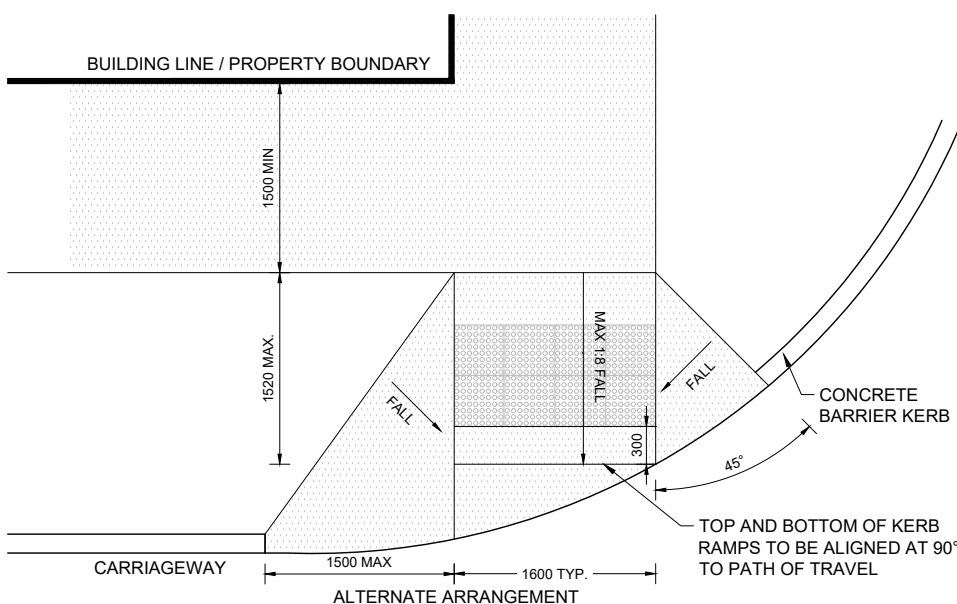 BUILDING LINE / PROPERTY BOUNDARY
1500 MIN
1520 MAX.
MAX 1:8 FALL
FALL
FALL
300
CONCRETE
BARRIER KERB
45°
TOP AND BOTTOM OF KERB
RAMPS TO BE ALIGNED AT 90°
TO PATH OF TRAVEL
CARRIAGEWAY
1500 MAX
1600 TYP.
ALTERNATE ARRANGEMENT